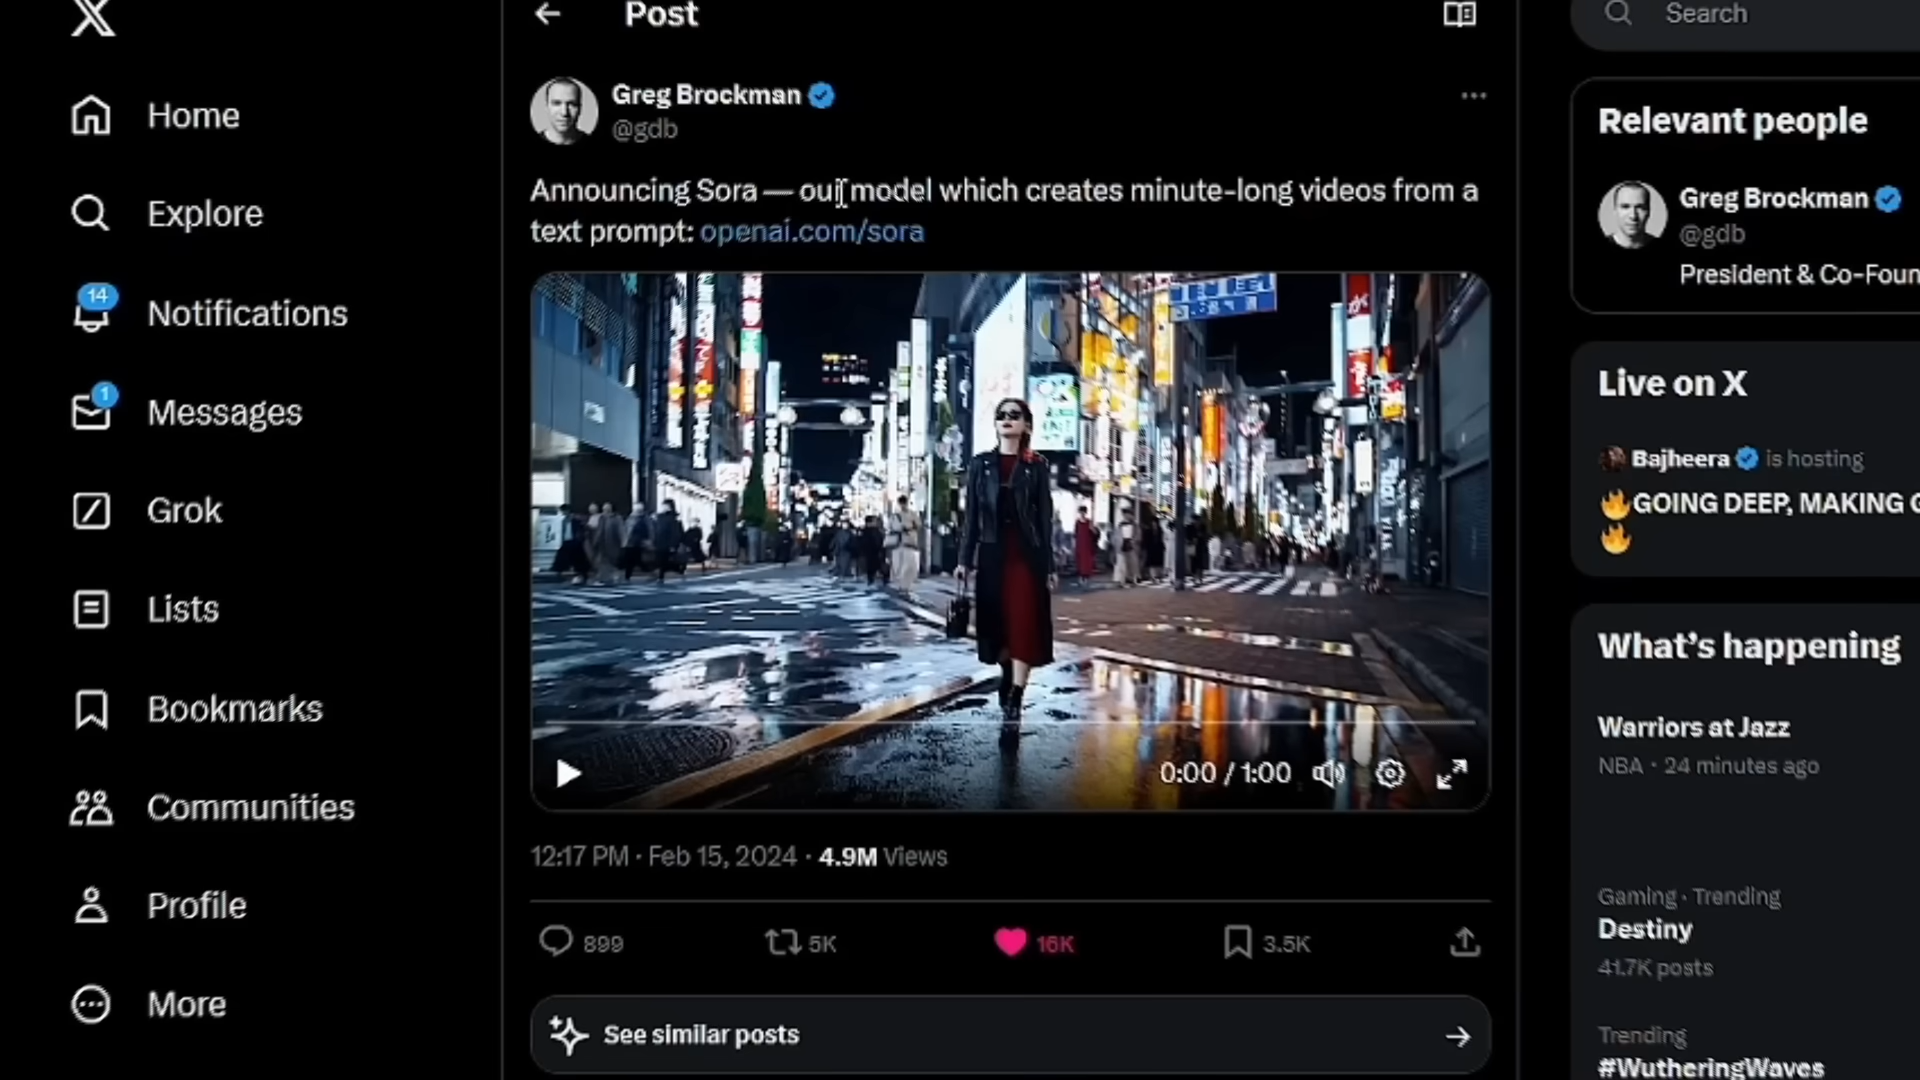 Post
Search
Home
Explore
14
Notifications
1
Messages
Grok
Lists
Bookmarks
Communities
Profile
More
Greg Brockman
@gdb
Announcing Sora — our model which creates minute-long videos from a
text prompt: openai.com/sora
0:00 / 1:00
12:17 PM · Feb 15, 2024 · 4.9M Views
899
5K
16K
3.5K
See similar posts
Relevant people
Greg Brockman
@gdb
President & Co-Foun
Live on X
Bajheera is hosting
🔥GOING DEEP, MAKING
🔥
What's happening
Warriors at Jazz
NBA · 24 minutes ago
Gaming · Trending
Destiny
41.7K posts
Trending
#WutheringWaves